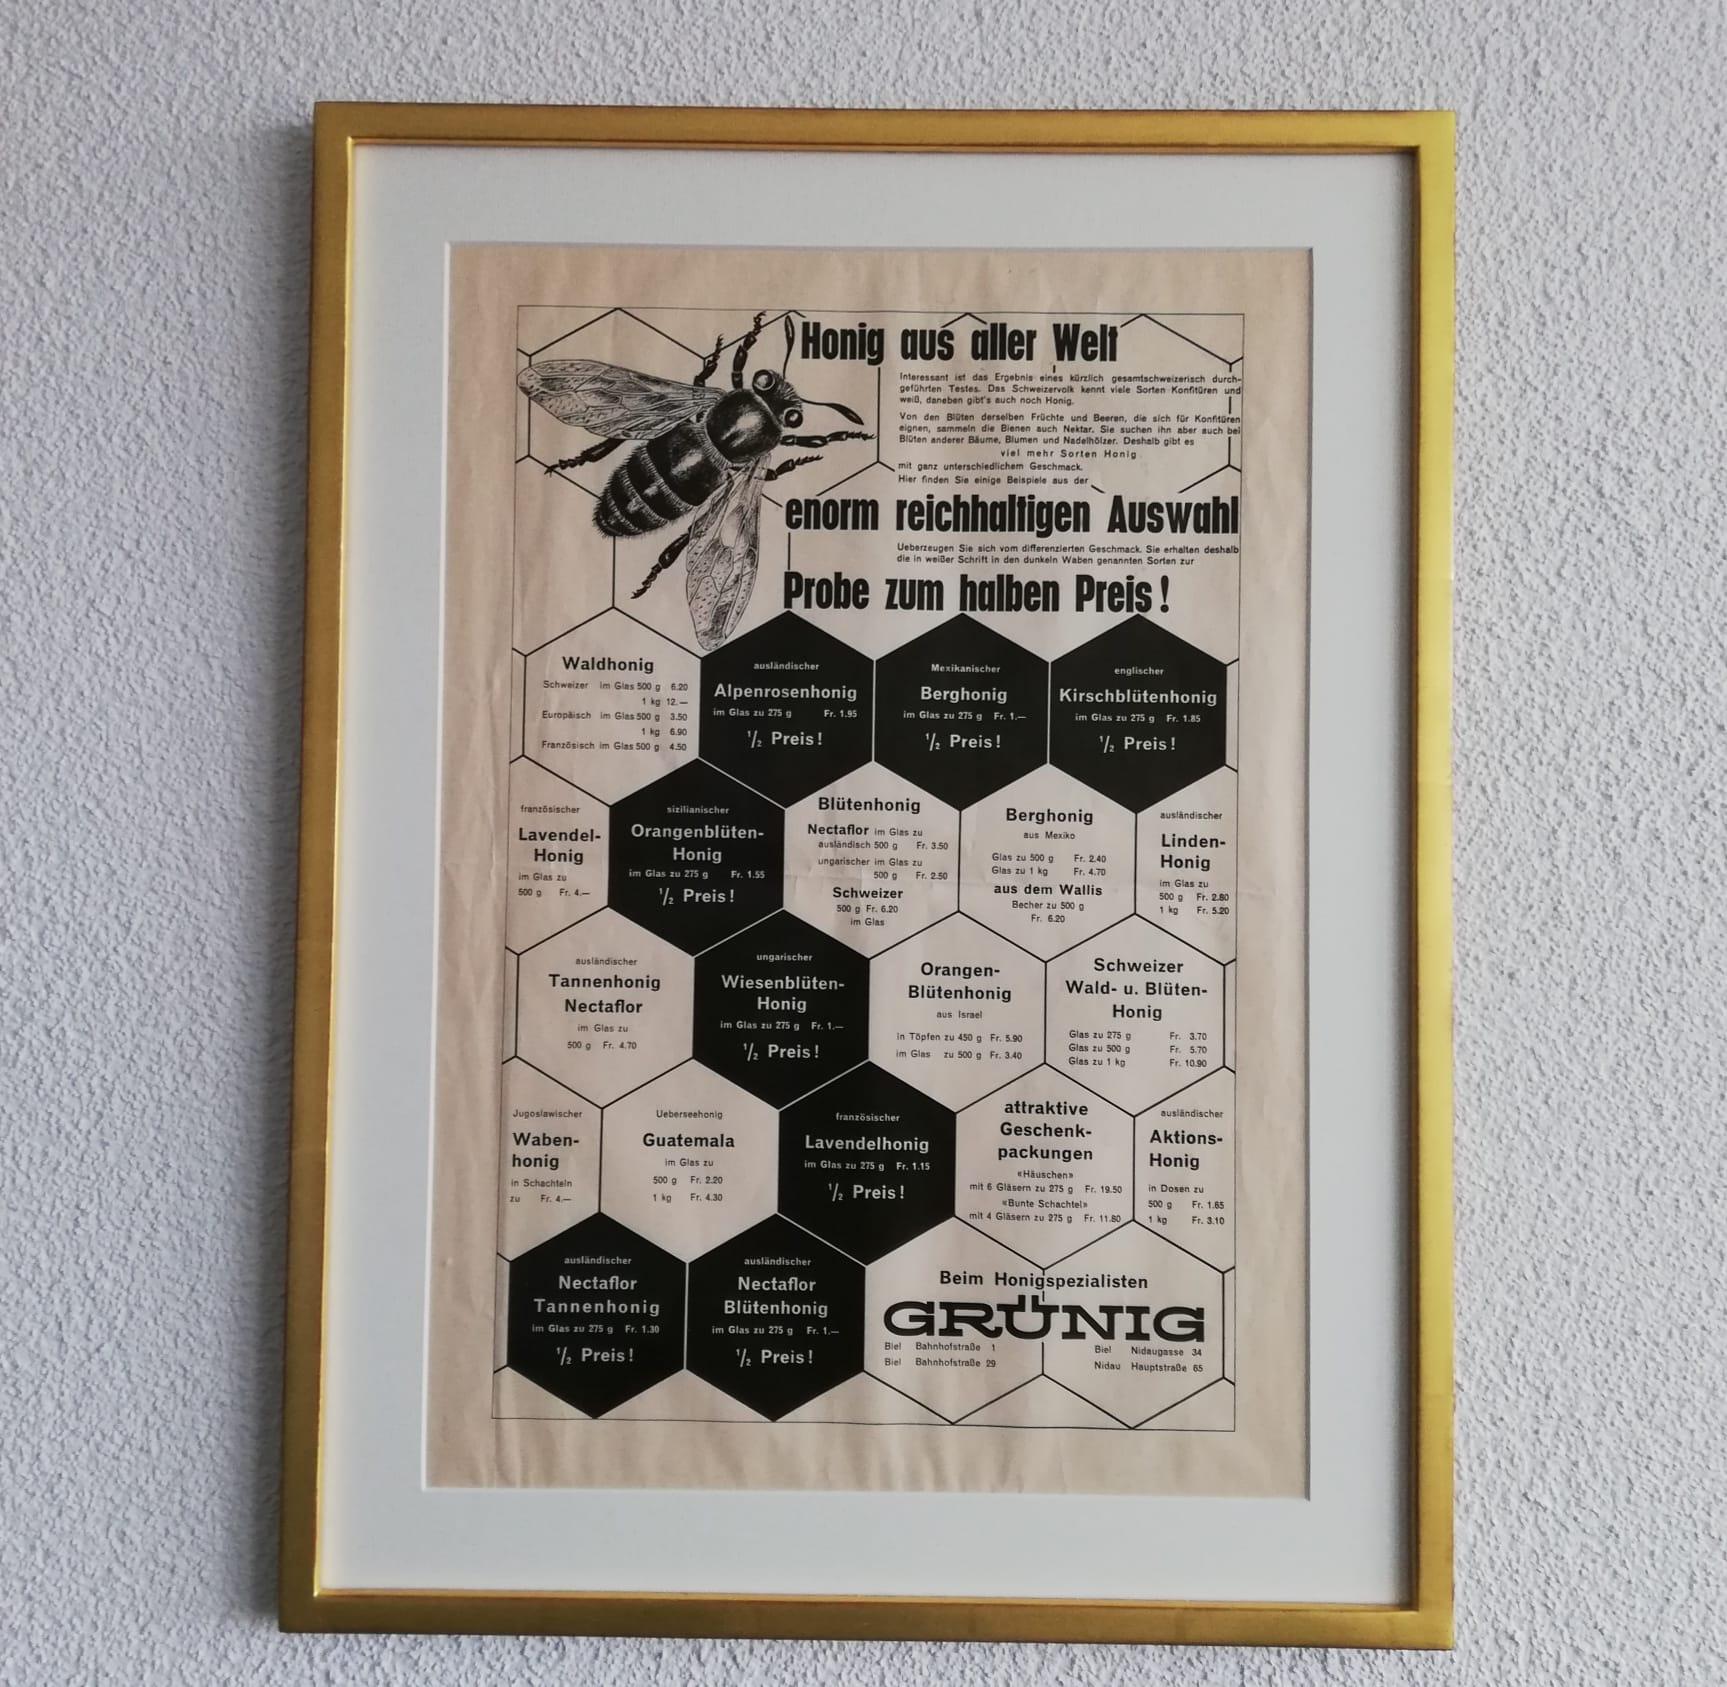 Honig aus aller Welt
Interessant ist das Ergebnis eines kürzlich gesamtschweizerisch durch-
geführten Testes. Das Schweizervolk kennt viele Sorten Konfitüren und
weiß, daneben gibt's auch noch Honig.
Von den Blüten derselben Früchte und Beeren, die sich für Konfitüren
eignen, sammeln die Bienen auch Nektar. Sie suchen ihn aber auch bei
Blüten anderer Bäume, Blumen und Nadelhölzer. Deshalb gibt es
viel mehr Sorten Honig
mit ganz unterschiedlichem Geschmack.
Hier finden Sie einige Beispiele aus der
enorm reichhaltigen Auswahl
Ueberzeugen Sie sich vom differenzierten Geschmack. Sie erhalten deshalb
die in weißer Schrift in den dunkeln Waben genannten Sorten zur
Probe zum halben Preis!
Waldhonig
Schweizer im Glas 500 g 6.20
1 kg 12.—
Europäisch im Glas 500 g 3.50
1 kg 6.90
Französisch im Glas 500 g 4.50
ausländischer
Alpenrosenhonig
im Glas zu 275 g Fr. 1.95
1/2 Preis!
Mexikanischer
Berghonig
im Glas zu 275 g Fr. 1.—
1/2 Preis!
englischer
Kirschblütenhonig
im Glas zu 275 g Fr. 1.85
1/2 Preis!
französischer
Lavendel-
Honig
im Glas zu
500 g Fr. 4.—
sizilianischer
Orangenblüten-
Honig
im Glas zu 275 g Fr. 1.55
1/2 Preis!
Blütenhonig
Nectaflor im Glas zu
ausländisch 500 g Fr. 3.50
ungarischer im Glas zu
500 g Fr. 2.50
Schweizer
500 g Fr. 6.20
im Glas
Berghonig
aus Mexiko
Glas zu 500 g Fr. 2.40
Glas zu 1 kg Fr. 4.70
aus dem Wallis
Becher zu 500 g
Fr. 6.20
ausländischer
Linden-
Honig
im Glas zu
500 g Fr. 2.80
1 kg Fr. 5.20
ausländischer
Tannenhonig
Nectaflor
im Glas zu
500 g Fr. 4.70
ungarischer
Wiesenblüten-
Honig
im Glas zu 275 g Fr. 1.—
1/2 Preis!
Orangen-
Blütenhonig
aus Israel
in Töpfen zu 450 g Fr. 5.90
im Glas zu 500 g Fr. 3.40
Schweizer
Wald- u. Blüten-
Honig
Glas zu 275 g Fr. 3.70
Glas zu 500 g Fr. 5.70
Glas zu 1 kg Fr. 10.90
Jugoslawischer
Waben-
honig
in Schachteln
zu Fr. 4.—
Ueberseehonig
Guatemala
im Glas zu
500 g Fr. 2.20
1 kg Fr. 4.30
französischer
Lavendelhonig
im Glas zu 275 g Fr. 1.15
1/2 Preis!
attraktive
Geschenk-
packungen
«Häuschen»
mit 6 Gläsern zu 275 g Fr. 19.50
«Bunte Schachtel»
mit 4 Gläsern zu 275 g Fr. 11.80
ausländischer
Aktions-
Honig
in Dosen zu
500 g Fr. 1.65
1 kg Fr. 3.10
ausländischer
Nectaflor
Tannenhonig
im Glas zu 275 g Fr. 1.30
1/2 Preis!
ausländischer
Nectaflor
Blütenhonig
im Glas zu 275 g Fr. 1.—
1/2 Preis!
Beim Honigspezialisten
GRÜNIG
Biel Bahnhofstraße 1
Biel Bahnhofstraße 29
Biel Nidaugasse 34
Nidau Hauptstraße 65